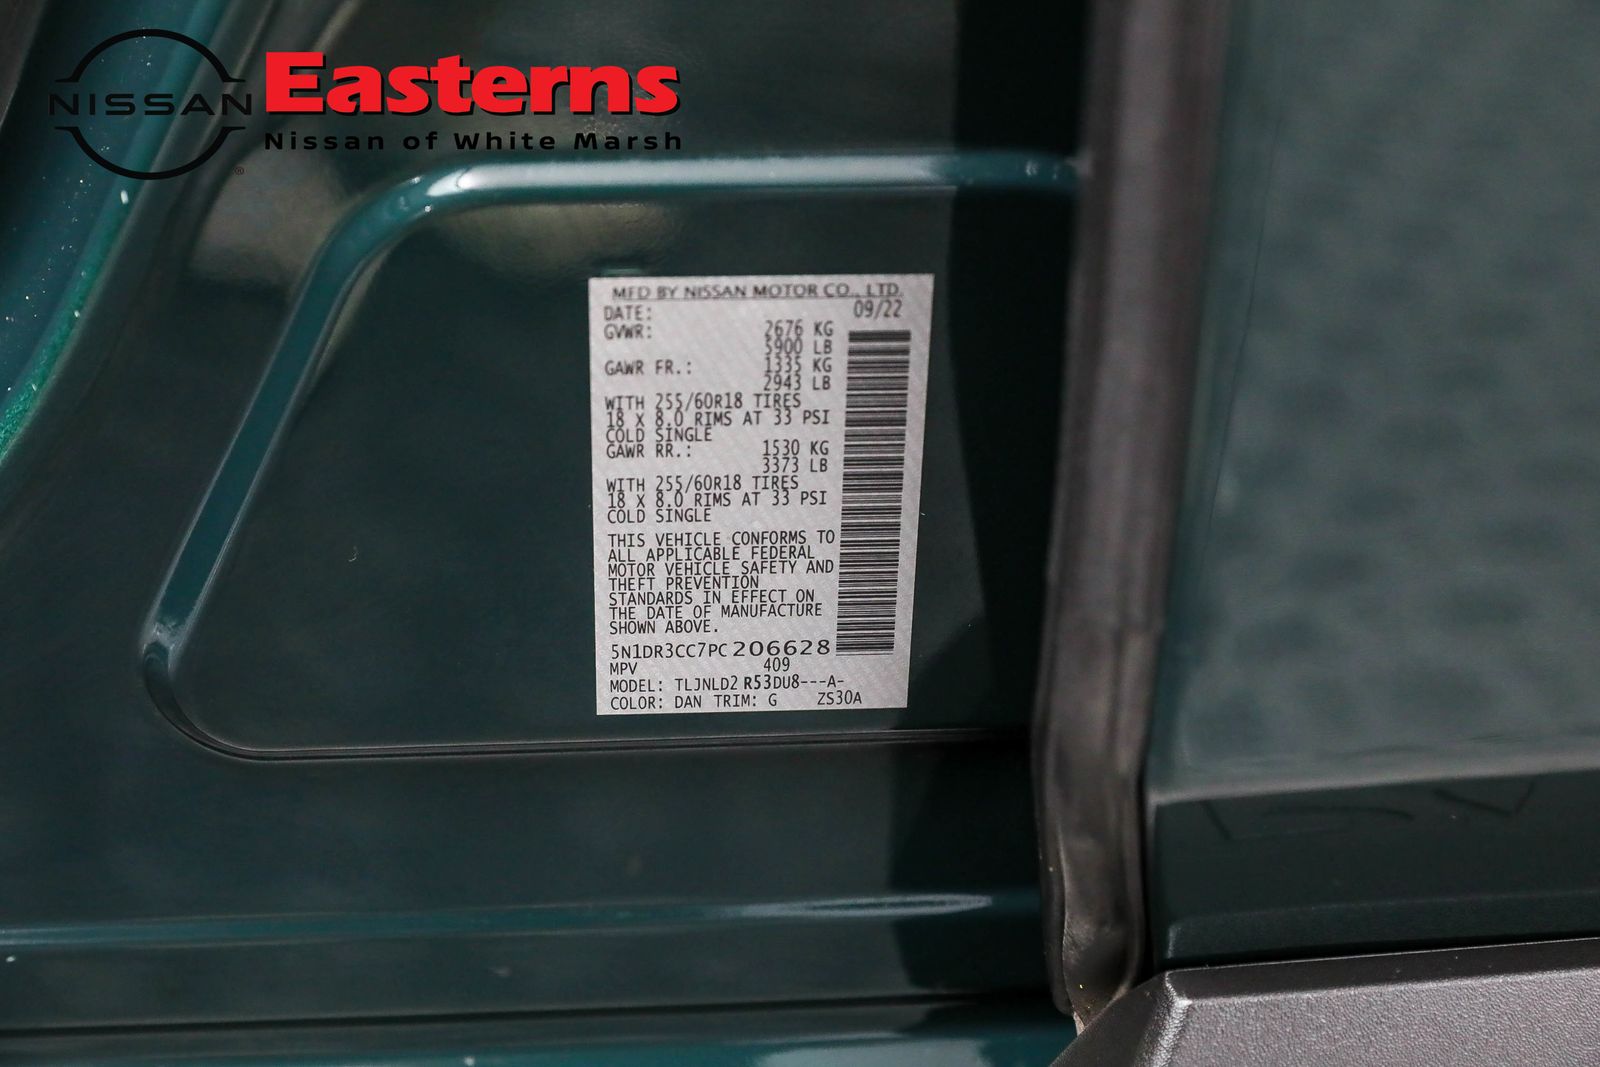 NISSAN
Easterns
Nissan of White Marsh
MFD BY NISSAN MOTOR CO., LTD.
DATE: 09/22
GVWR: 2676 KG
5900 LB
GAWR FR.: 1335 KG
2943 LB
WITH 255/60R18 TIRES
18 X 8.0 RIMS AT 33 PSI
COLD SINGLE
GAWR RR.: 1530 KG
3373 LB
WITH 255/60R18 TIRES
18 X 8.0 RIMS AT 33 PSI
COLD SINGLE
THIS VEHICLE CONFORMS TO
ALL APPLICABLE FEDERAL
MOTOR VEHICLE SAFETY AND
THEFT PREVENTION
STANDARDS IN EFFECT ON
THE DATE OF MANUFACTURE
SHOWN ABOVE.
5N1DR3CC7PC206628
MPV 409
MODEL: TLJNLD2 R53DU8---A-
COLOR: DAN TRIM: G ZS30A